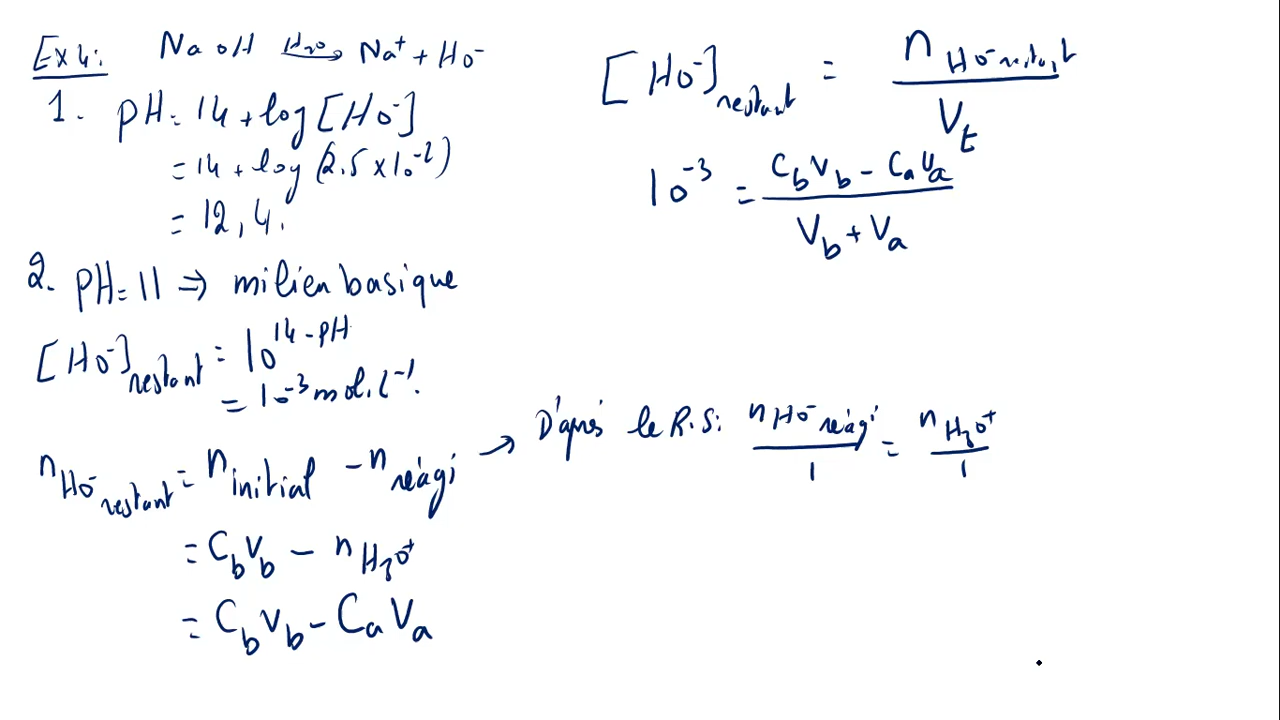 Ex 4: NaOH H₂O→ Na⁺ + HO⁻
1. pH = 14 + log [HO⁻]
= 14 + log (2.5 × 10⁻²)
= 12,4.
2. pH = 11 ⇒ milieu basique
[HO⁻]restant = 10^(14-pH)
= 10⁻³ mol.L⁻¹.
nHO⁻restant = ninitial - nréagi → D'après le R.S: nHO⁻réagi/1 = nH₃O⁺/1
= CbVb - nH₃O⁺
= CbVb - CaVa
[HO⁻]restant = nHO⁻restant/Vt
10⁻³ = (CbVb - CaVa)/(Vb + Va)